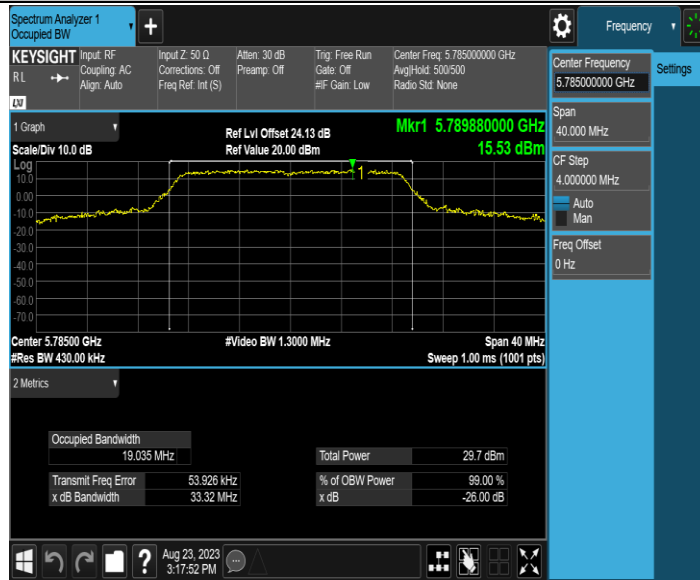 Spectrum Analyzer 1
Occupied BW
+
Frequency
KEYSIGHT
RL
LXI
Input: RF
Coupling: AC
Align: Auto
Input Z: 50 Ω
Corrections: Off
Freq Ref: Int (S)
Atten: 30 dB
Preamp: Off
Trig: Free Run
Gate: Off
#IF Gain: Low
Center Freq: 5.785000000 GHz
Avg|Hold: 500/500
Radio Std: None
1 Graph
Scale/Div 10.0 dB
Ref Lvl Offset 24.13 dB
Ref Value 20.00 dBm
Mkr1 5.789880000 GHz
15.53 dBm
Log
10.0
0.00
-10.0
-20.0
-30.0
-40.0
-50.0
-60.0
-70.0
1
Center 5.78500 GHz
#Res BW 430.00 kHz
#Video BW 1.3000 MHz
Span 40 MHz
Sweep 1.00 ms (1001 pts)
2 Metrics
Occupied Bandwidth
19.035 MHz
Transmit Freq Error 53.926 kHz
x dB Bandwidth 33.32 MHz
Total Power 29.7 dBm
% of OBW Power 99.00 %
x dB -26.00 dB
Center Frequency
5.785000000 GHz
Span
40.000 MHz
CF Step
4.000000 MHz
Auto
Man
Freq Offset
0 Hz
Settings
?
Aug 23, 2023
3:17:52 PM